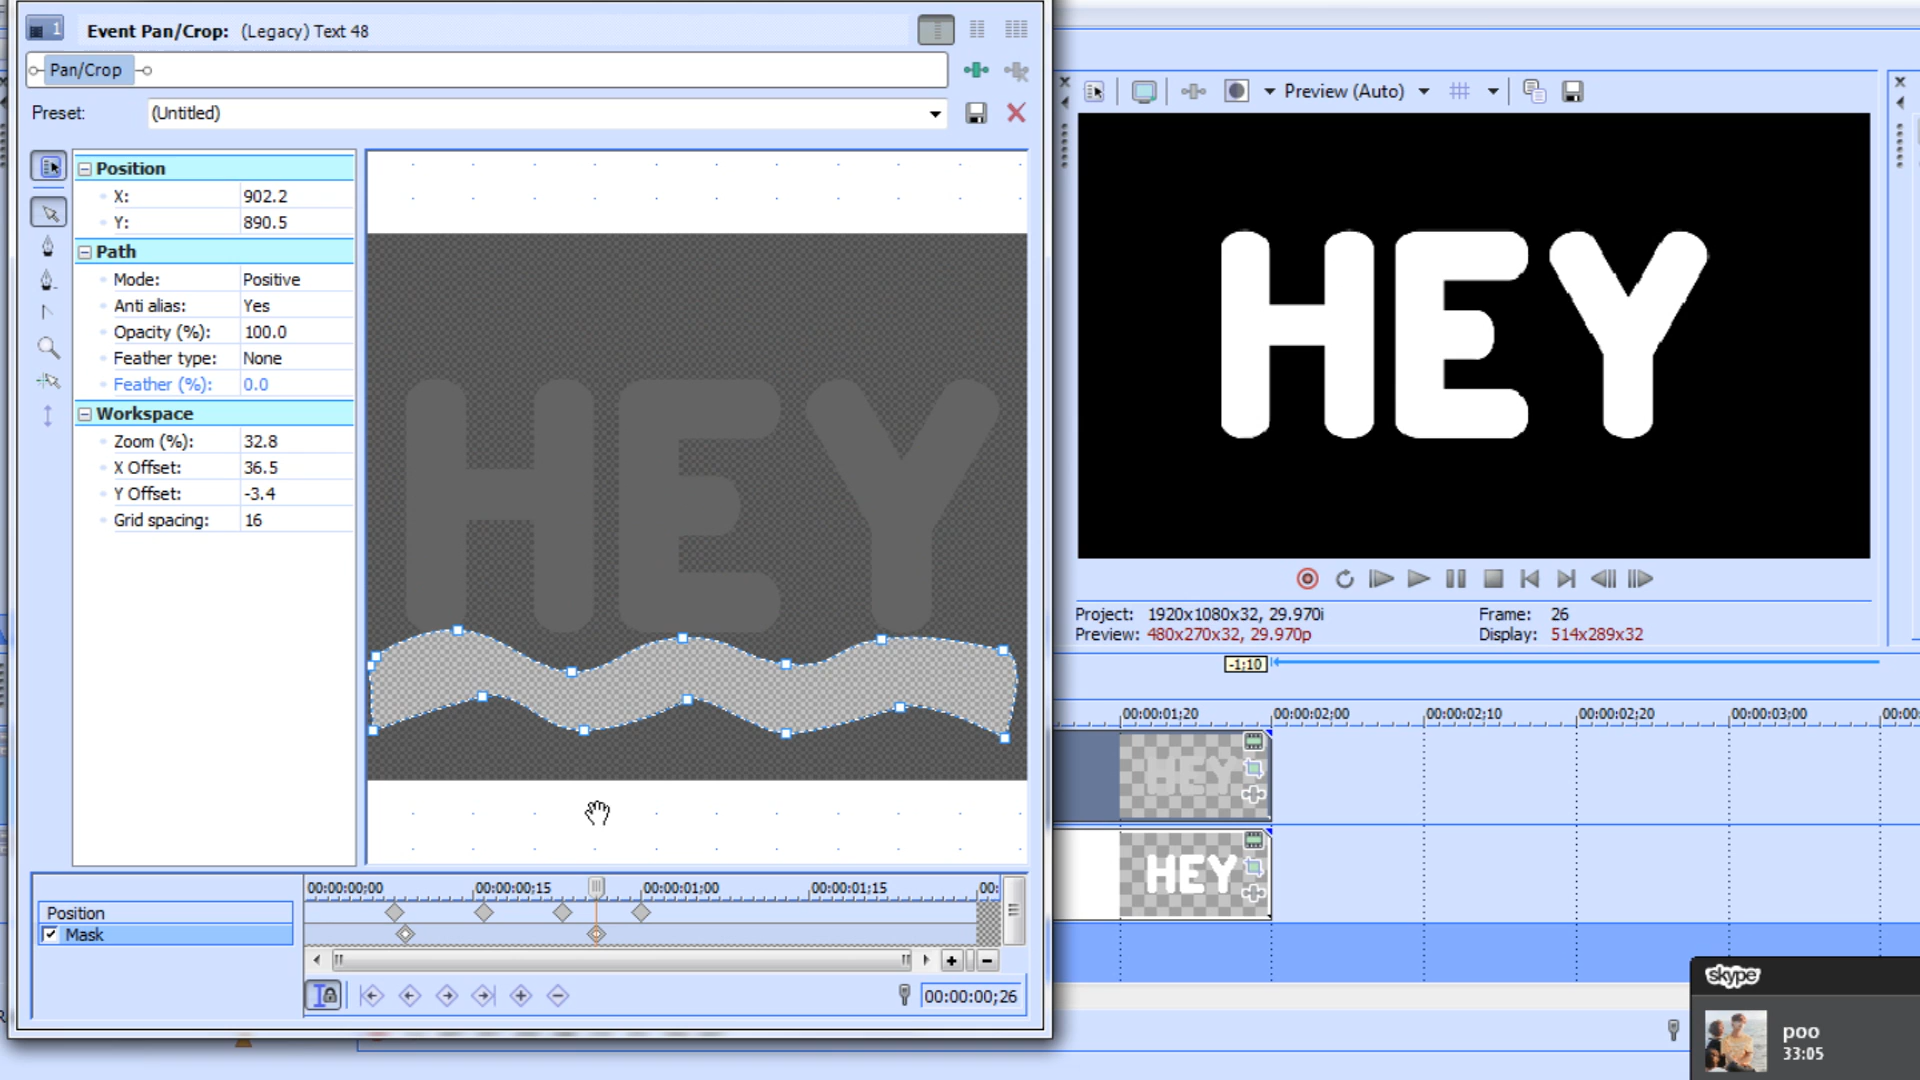 1
Event Pan/Crop: (Legacy) Text 48
Pan/Crop
Preset: (Untitled)
Position
X: 902.2
Y: 890.5
Path
Mode: Positive
Anti alias: Yes
Opacity (%): 100.0
Feather type: None
Feather (%): 0.0
Workspace
Zoom (%): 32.8
X Offset: 36.5
Y Offset: -3.4
Grid spacing: 16
HEY
00:00:00:00 00:00:00;15 00:00:01;00 00:00:01;15 00:
Position
Mask
00:00:00;26
Preview (Auto)
HEY
Project: 1920x1080x32, 29.970i
Frame: 26
Preview: 480x270x32, 29.970p
Display: 514x289x32
-1;10
00:00:01;20 00:00:02;00 00:00:02;10 00:00:02;20 00:00:03;00 00:00
HEY
HEY
skype
poo
33:05